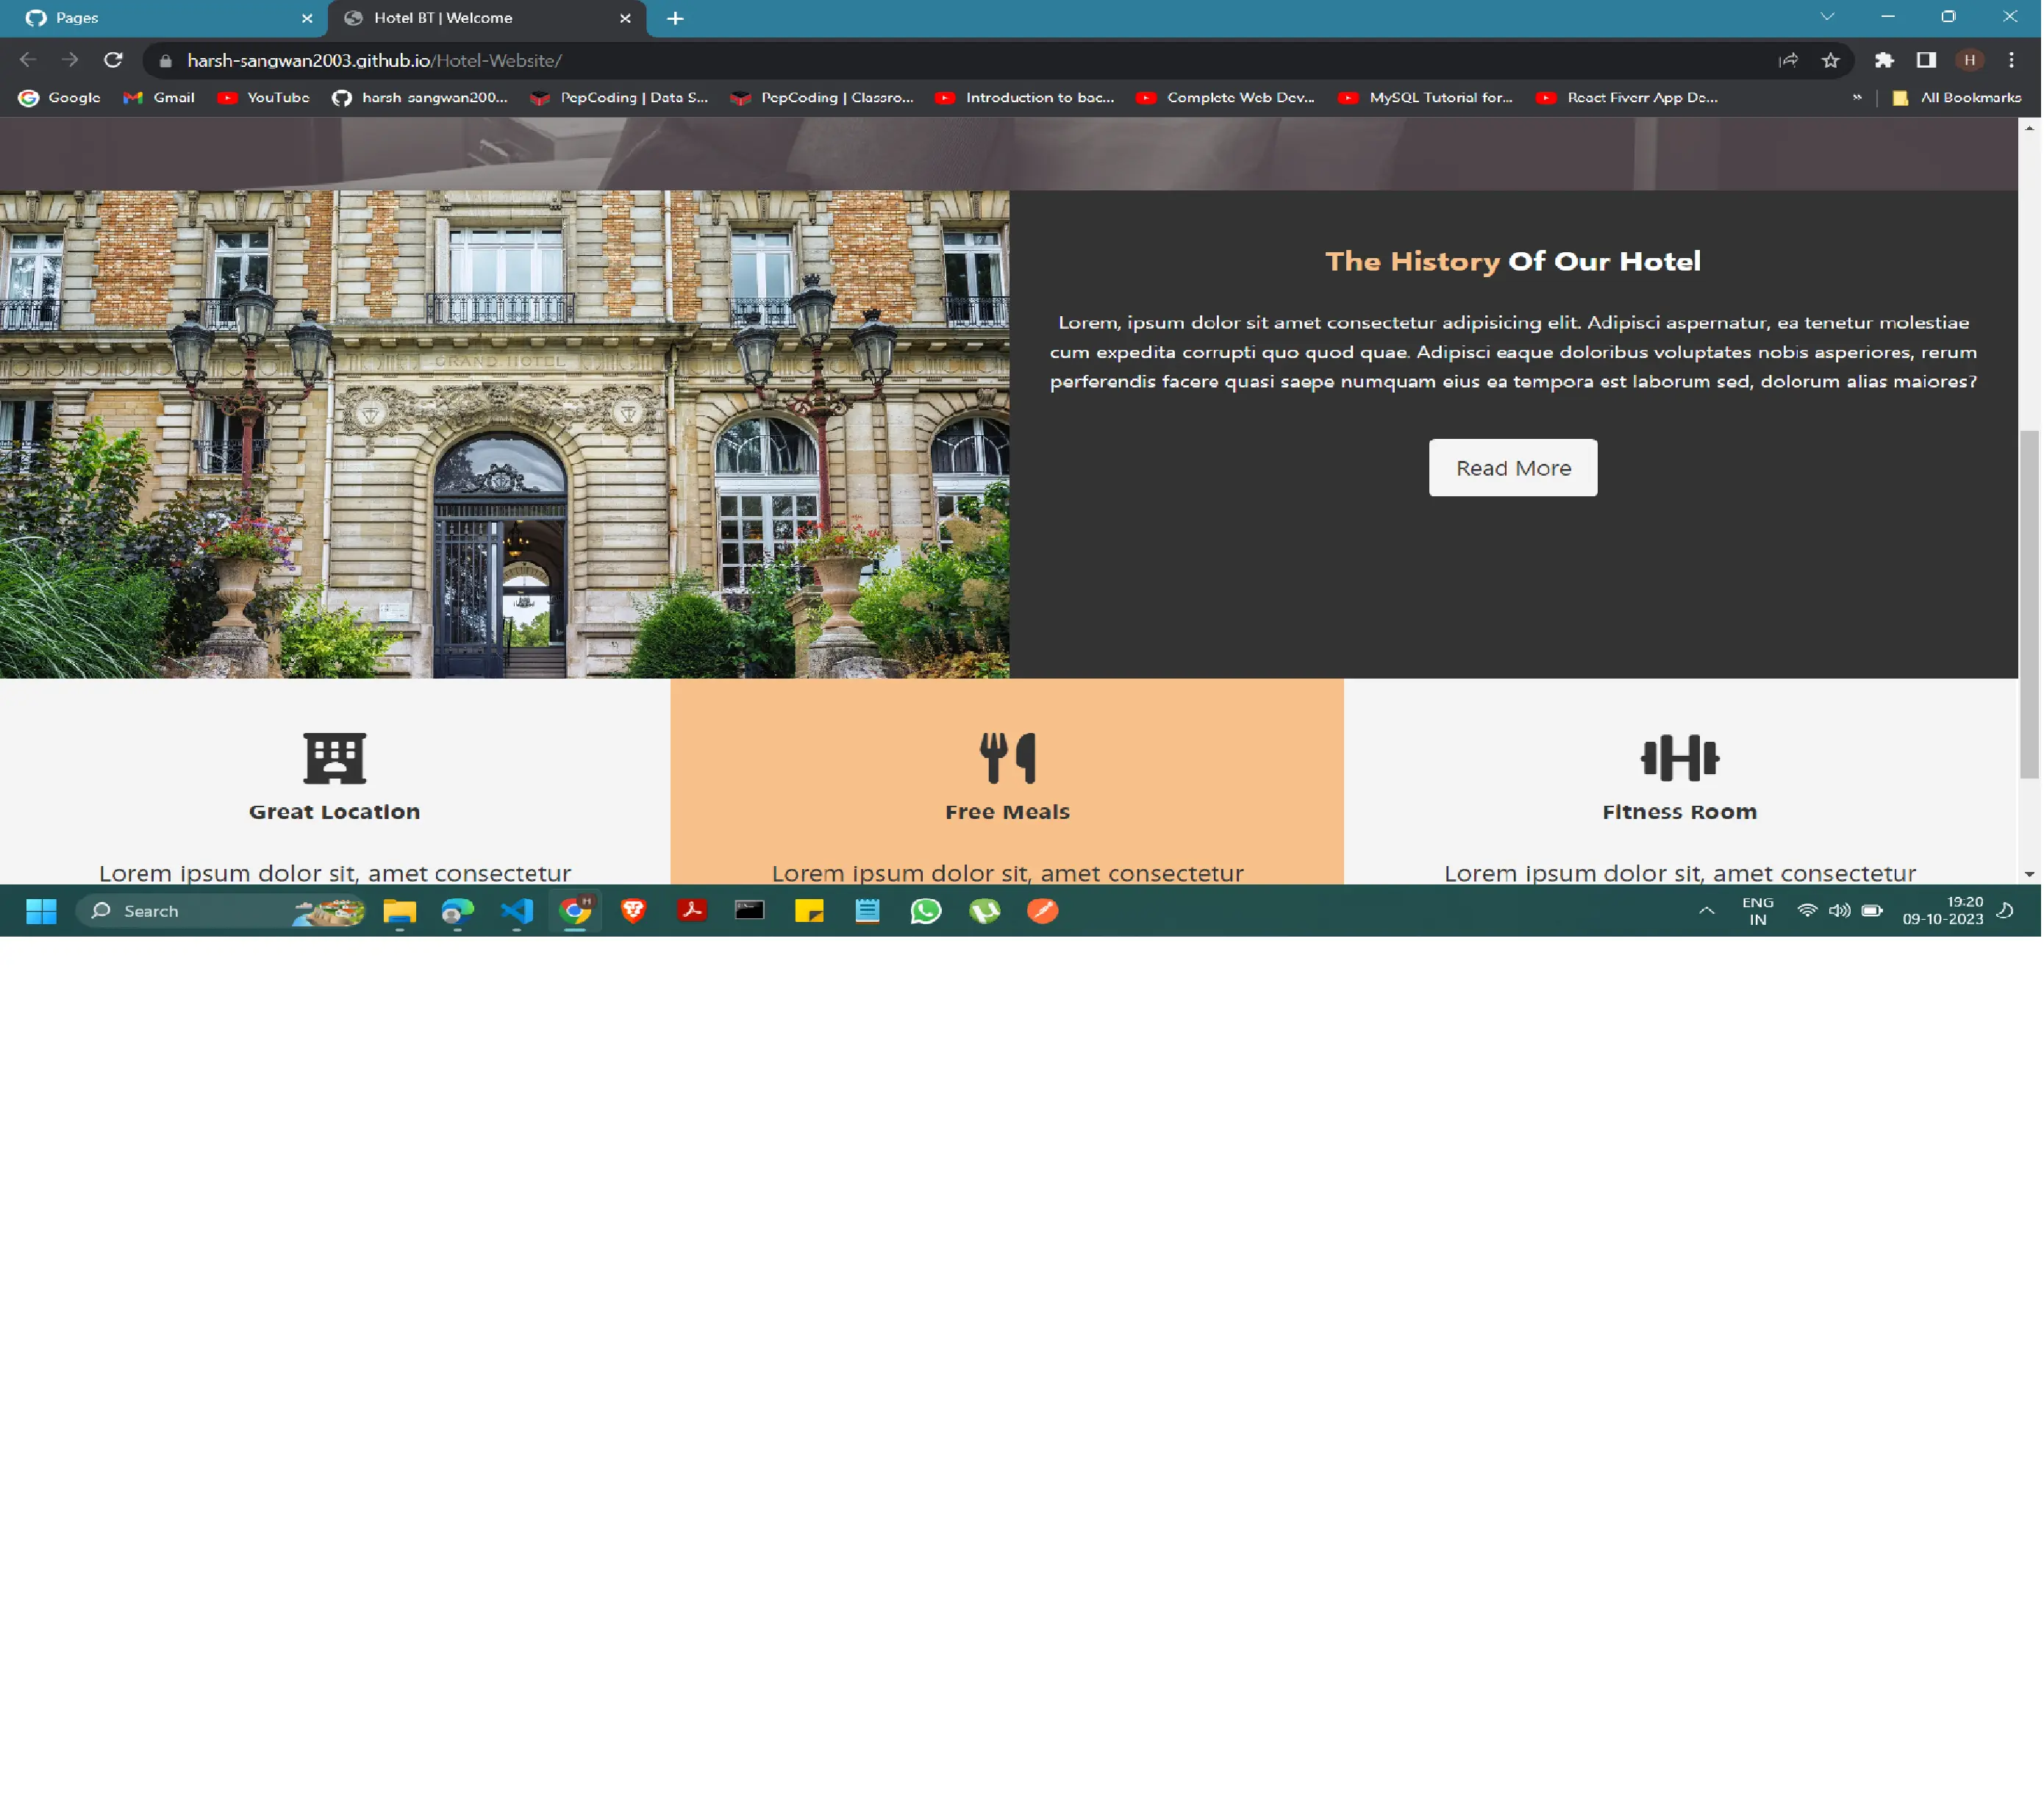 Pages
Hotel BT | Welcome
harsh-sangwan2003.github.io/Hotel-Website/
H
Google
Gmail
YouTube
harsh-sangwan200...
PepCoding | Data S...
PepCoding | Classro...
Introduction to bac...
Complete Web Dev...
MySQL Tutorial for...
React Fiverr App De...
»
All Bookmarks
GRAND HOTEL
The History Of Our Hotel
Lorem, ipsum dolor sit amet consectetur adipisicing elit. Adipisci aspernatur, ea tenetur molestiae
cum expedita corrupti quo quod quae. Adipisci eaque doloribus voluptates nobis asperiores, rerum
perferendis facere quasi saepe numquam eius ea tempora est laborum sed, dolorum alias maiores?
Read More
Great Location
Lorem ipsum dolor sit, amet consectetur
Free Meals
Lorem ipsum dolor sit, amet consectetur
Fitness Room
Lorem ipsum dolor sit, amet consectetur
Search
H
ENG
IN
19:20
09-10-2023